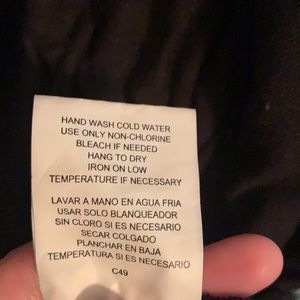 HAND WASH COLD WATER
USE ONLY NON-CHLORINE
BLEACH IF NEEDED
HANG TO DRY
IRON ON LOW
TEMPERATURE IF NECESSARY
LAVAR A MANO EN AGUA FRIA
USAR SOLO BLANQUEADOR
SIN CLORO SI ES NECESARIO
SECAR COLGADO
PLANCHAR EN BAJA
TEMPERATURA SI ES NECESARIO
C49